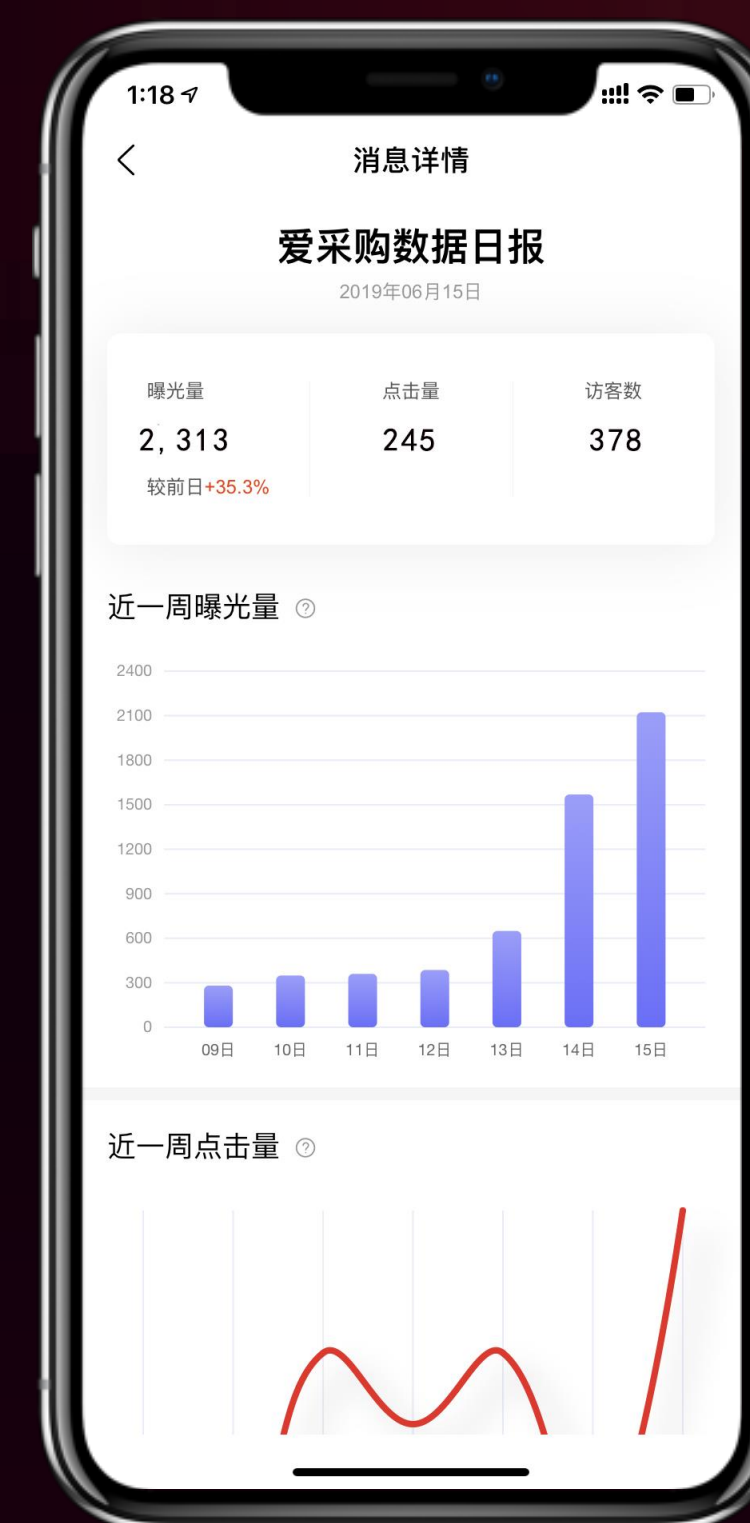 1:18
消息详情
爱采购数据日报
2019年06月15日
曝光量 点击量 访客数
2,313 245 378
较前日+35.3%
近一周曝光量 ?
2400
2100
1800
1500
1200
900
600
300
0
09日 10日 11日 12日 13日 14日 15日
近一周点击量 ?